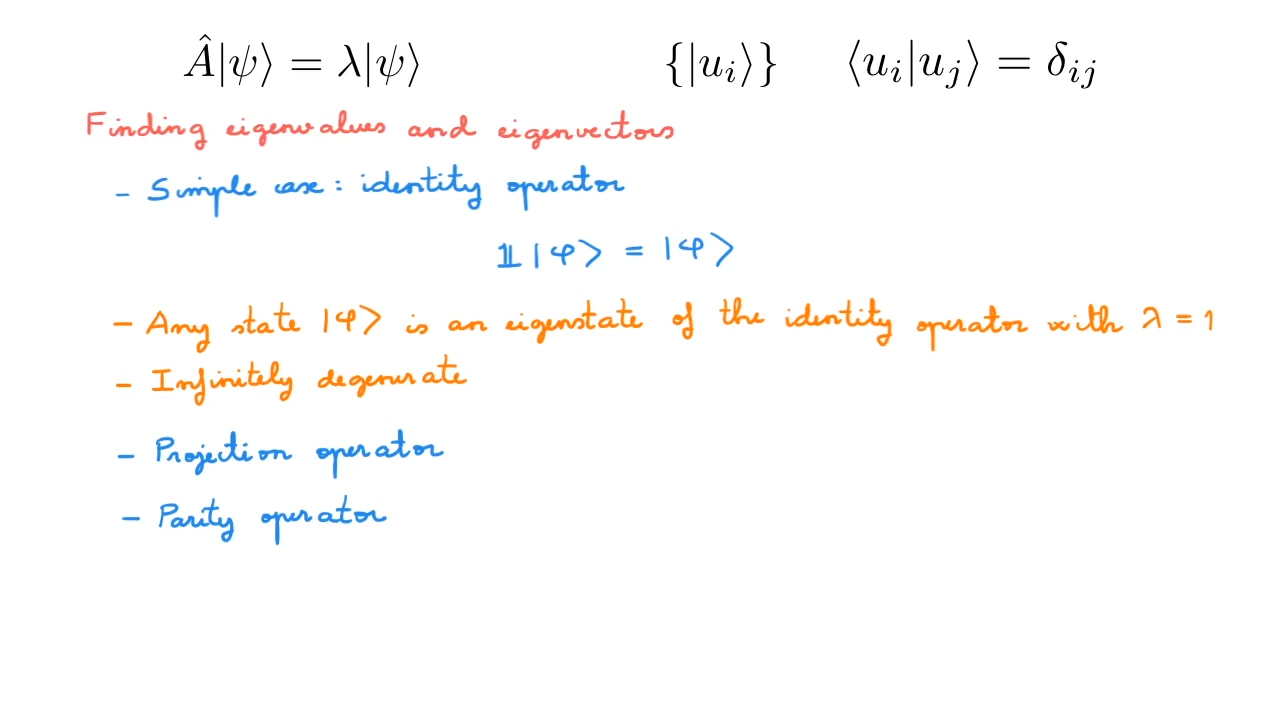 Â|ψ⟩ = λ|ψ⟩ {|uᵢ⟩} ⟨uᵢ|uⱼ⟩ = δᵢⱼ
Finding eigenvalues and eigenvectors
- Simple case : identity operator
𝟙|φ⟩ = |φ⟩
- Any state |φ⟩ is an eigenstate of the identity operator with λ = 1
- Infinitely degenerate
- Projection operator
- Parity operator